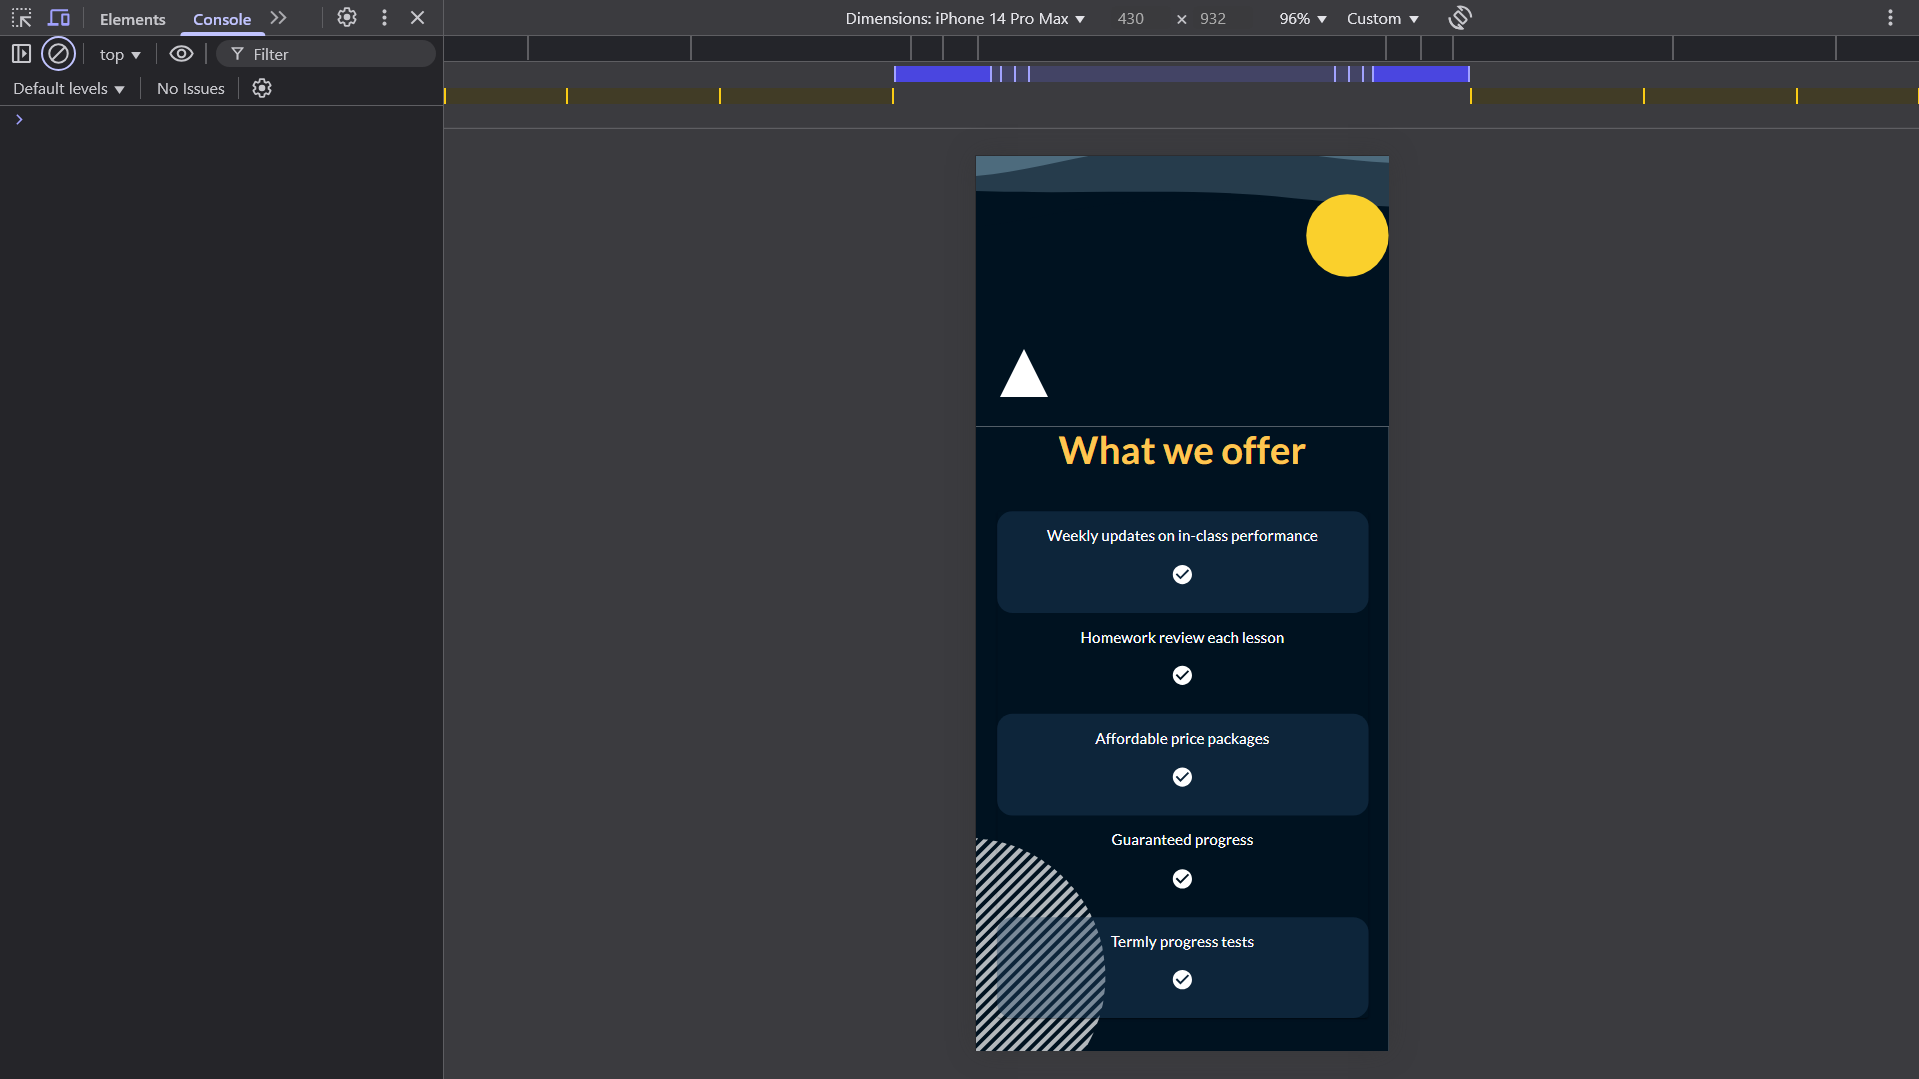 Elements Console
Dimensions: iPhone 14 Pro Max 430 × 932 96% Custom
top Filter
Default levels No Issues
What we offer
Weekly updates on in-class performance
Homework review each lesson
Affordable price packages
Guaranteed progress
Termly progress tests